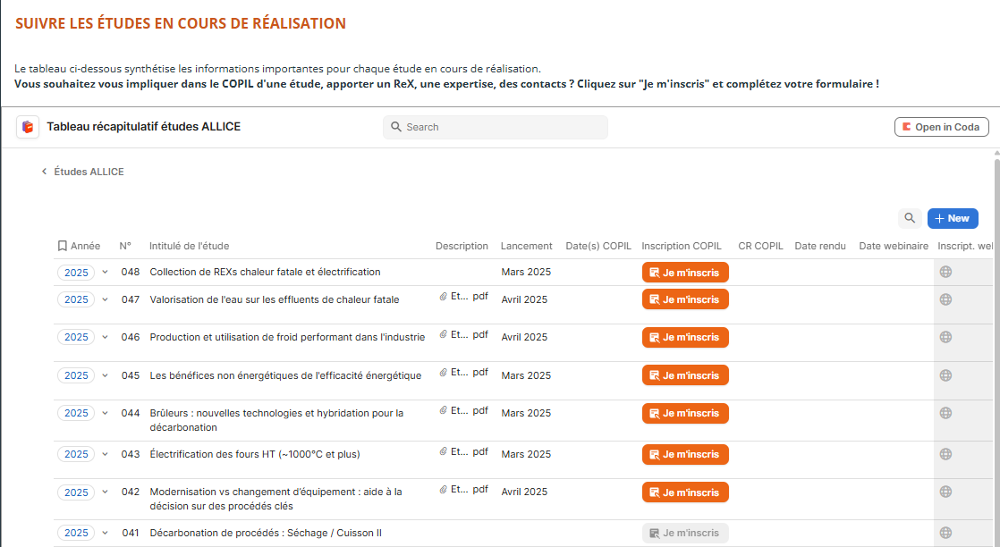 SUIVRE LES ÉTUDES EN COURS DE RÉALISATION
Le tableau ci-dessous synthétise les informations importantes pour chaque étude en cours de réalisation.
Vous souhaitez vous impliquer dans le COPIL d'une étude, apporter un ReX, une expertise, des contacts ? Cliquez sur "Je m'inscris" et complétez votre formulaire !
Tableau récapitulatif études ALLICE Search Open in Coda
Études ALLICE
New
Année N° Intitulé de l'étude Description Lancement Date(s) COPIL Inscription COPIL CR COPIL Date rendu Date webinaire Inscript. wel
2025 048 Collection de REXs chaleur fatale et électrification Mars 2025 Je m'inscris
2025 047 Valorisation de l'eau sur les effluents de chaleur fatale Et... pdf Avril 2025 Je m'inscris
2025 046 Production et utilisation de froid performant dans l'industrie Et... pdf Avril 2025 Je m'inscris
2025 045 Les bénéfices non énergétiques de l'efficacité énergétique Et... pdf Mars 2025 Je m'inscris
2025 044 Brûleurs : nouvelles technologies et hybridation pour la Et... pdf Mars 2025 Je m'inscris
décarbonation
2025 043 Électrification des fours HT (~1000°C et plus) Et... pdf Mars 2025 Je m'inscris
2025 042 Modernisation vs changement d'équipement : aide à la Et... pdf Avril 2025 Je m'inscris
décision sur des procédés clés
2025 041 Décarbonation de procédés : Séchage / Cuisson II Je m'inscris